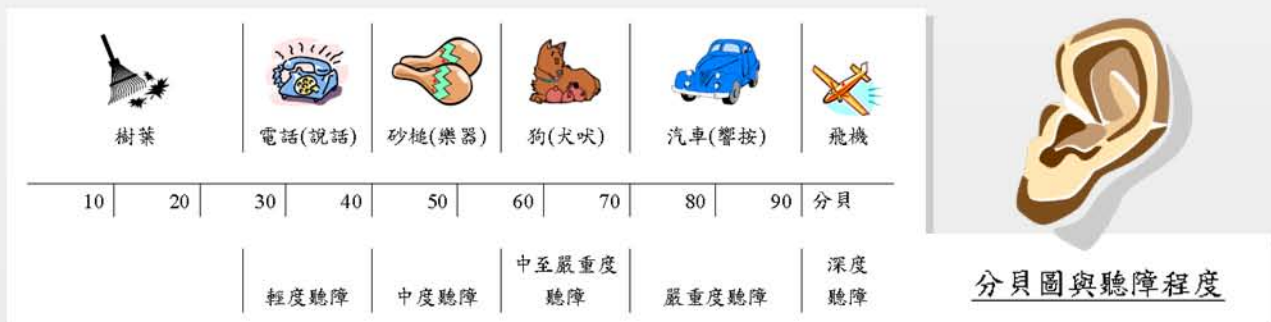 樹葉 電話(說話) 砂槌(樂器) 狗(犬吠) 汽車(響按) 飛機
10 20 30 40 50 60 70 80 90 分貝
中至嚴重度 深度
輕度聽障 中度聽障 聽障 嚴重度聽障 聽障
分貝圖與聽障程度